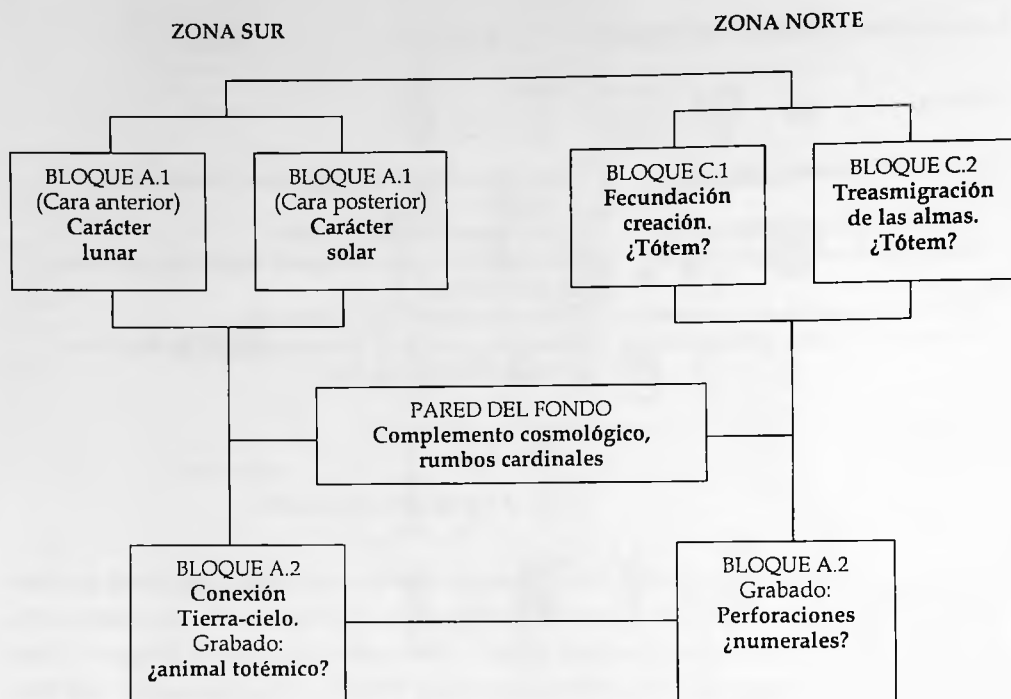 ZONA SUR
ZONA NORTE
BLOQUE A.1
(Cara anterior)
Carácter
lunar
BLOQUE A.1
(Cara posterior)
Carácter
solar
BLOQUE C.1
Fecundación
creación.
¿Tótem?
BLOQUE C.2
Treasmigración
de las almas.
¿Tótem?
PARED DEL FONDO
Complemento cosmológico,
rumbos cardinales
BLOQUE A.2
Conexión
Tierra-cielo.
Grabado:
¿animal totémico?
BLOQUE A.2
Grabado:
Perforaciones
¿numerales?